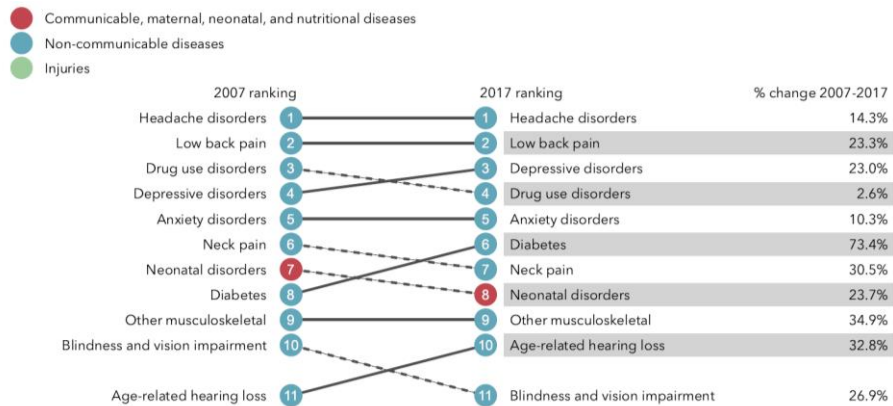 Communicable, maternal, neonatal, and nutritional diseases
Non-communicable diseases
Injuries
2007 ranking 2017 ranking % change 2007-2017
Headache disorders 1 1 Headache disorders 14.3%
Low back pain 2 2 Low back pain 23.3%
Drug use disorders 3 3 Depressive disorders 23.0%
Depressive disorders 4 4 Drug use disorders 2.6%
Anxiety disorders 5 5 Anxiety disorders 10.3%
Neck pain 6 6 Diabetes 73.4%
Neonatal disorders 7 7 Neck pain 30.5%
Diabetes 8 8 Neonatal disorders 23.7%
Other musculoskeletal 9 9 Other musculoskeletal 34.9%
Blindness and vision impairment 10 10 Age-related hearing loss 32.8%
Age-related hearing loss 11 11 Blindness and vision impairment 26.9%